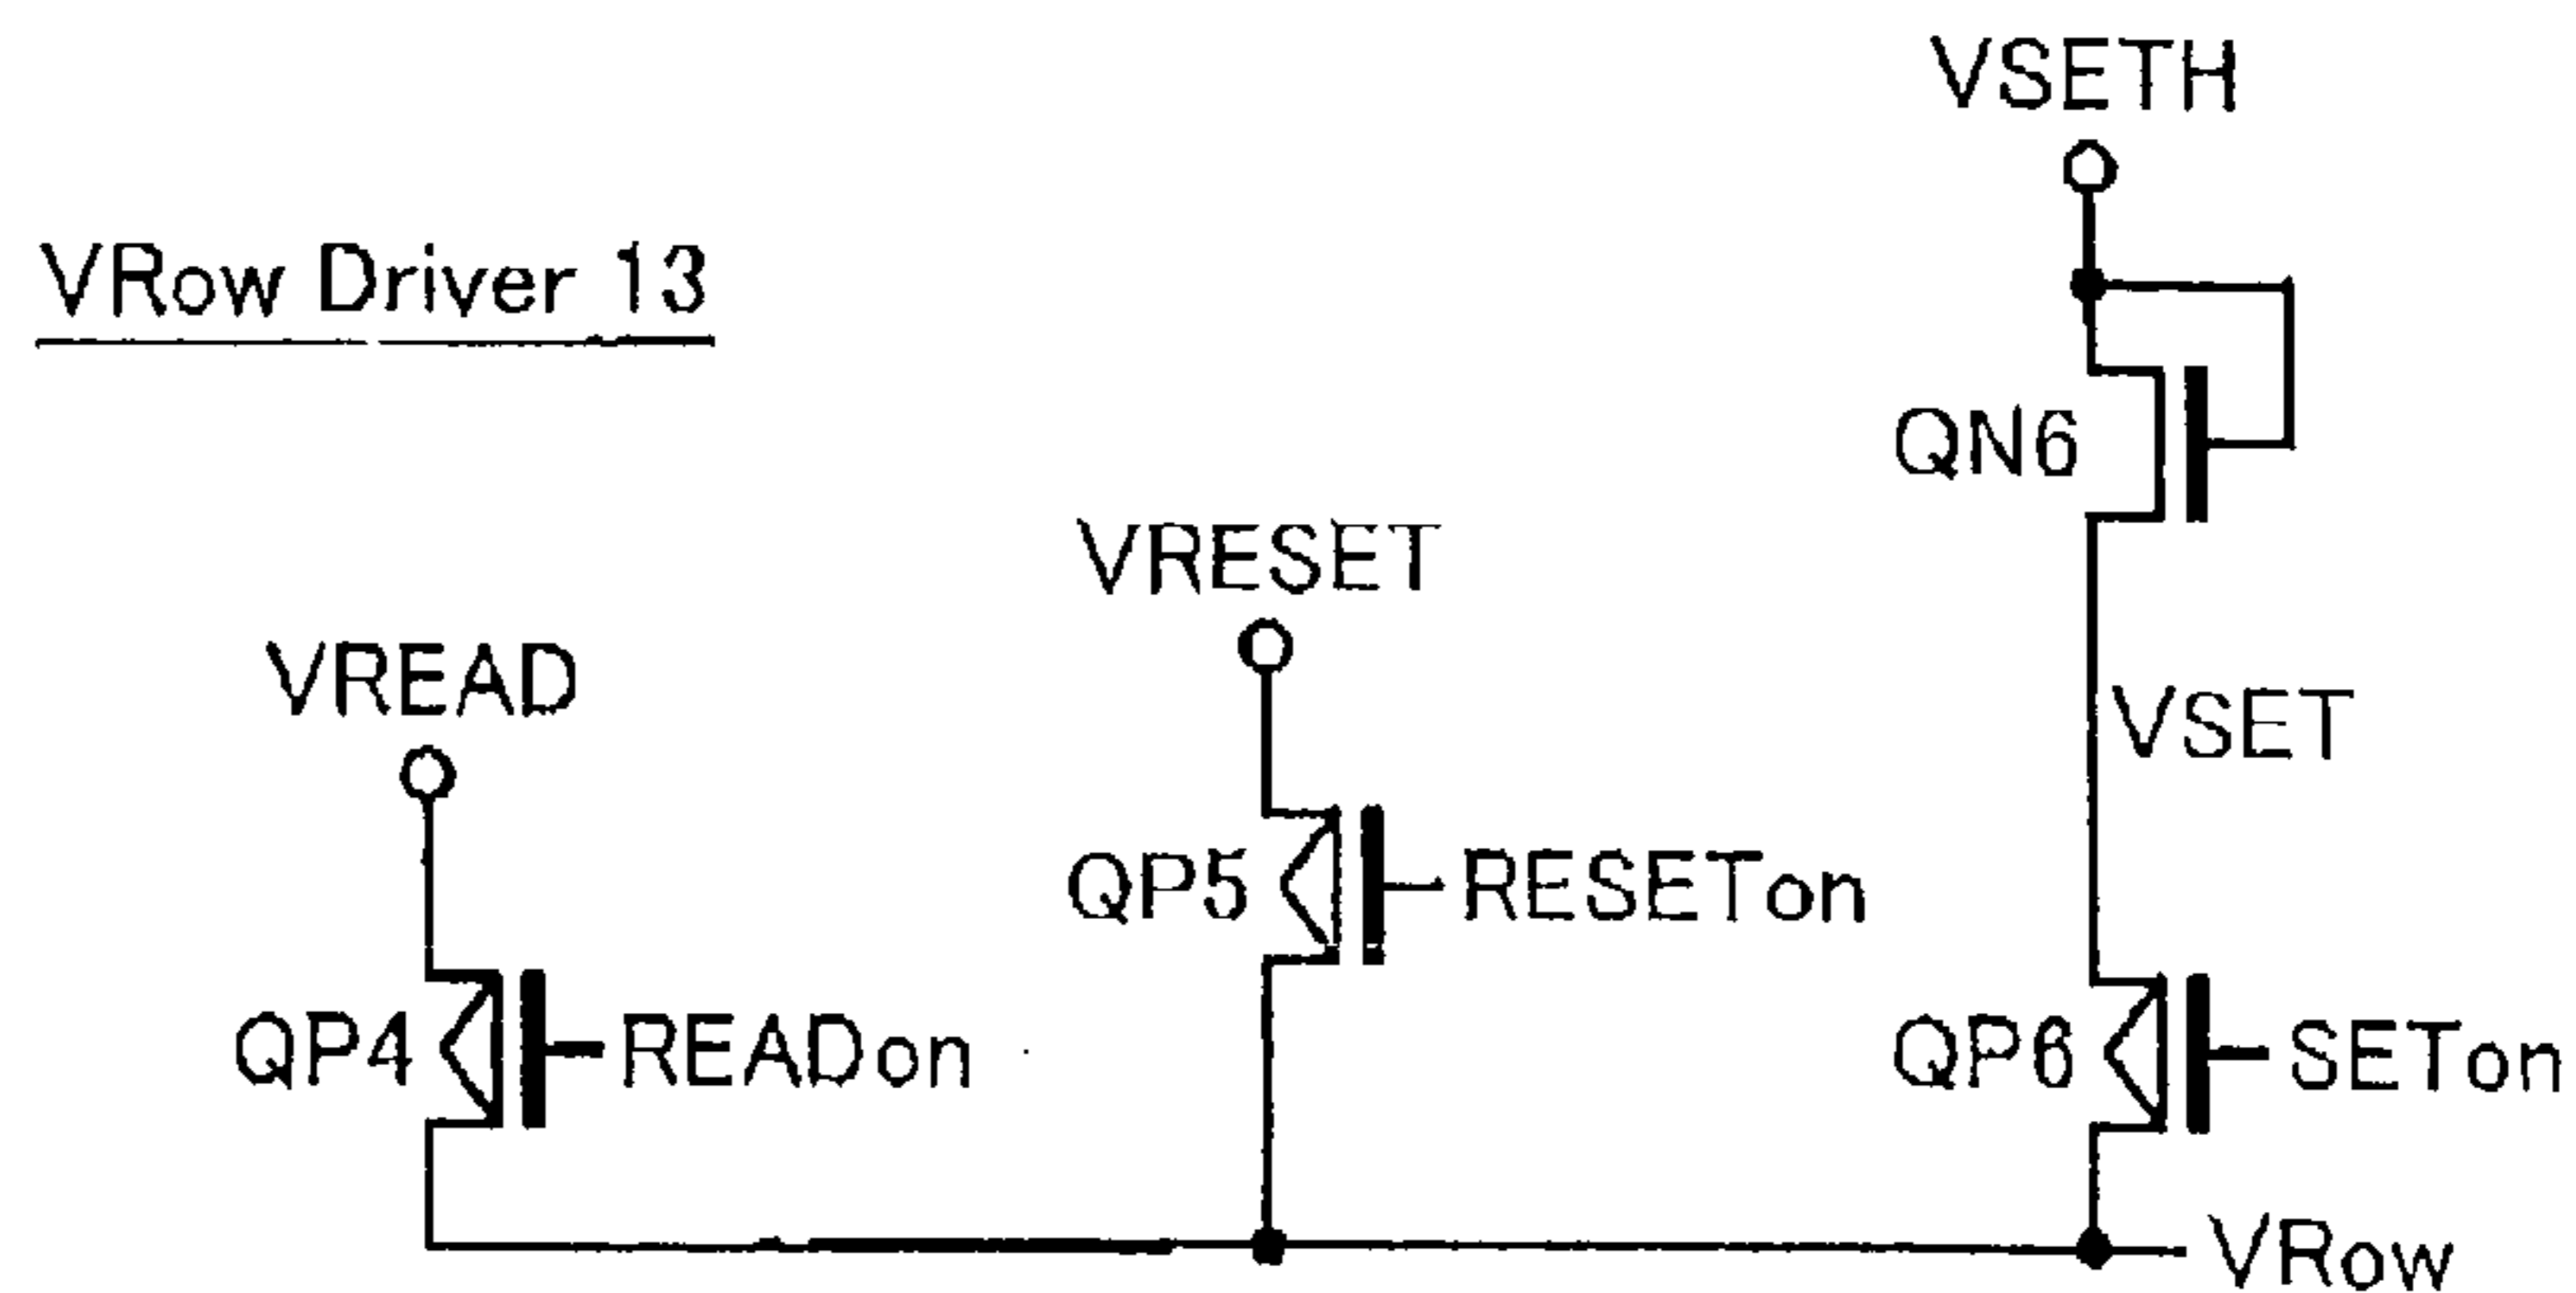 VSETH
VRow Driver 13
QN6
VRESET
VREAD
VSET
QP5
RESETon
QP4
READon
QP6
SETon
VRow